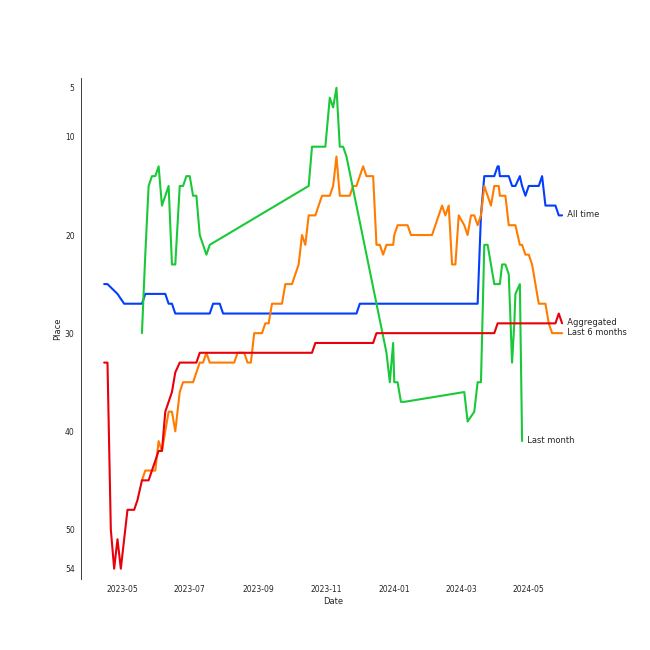 5
10
20
30
40
50
54
Place
2023-05
2023-07
2023-09
2023-11
2024-01
2024-03
2024-05
Date
All time
Aggregated
Last 6 months
Last month